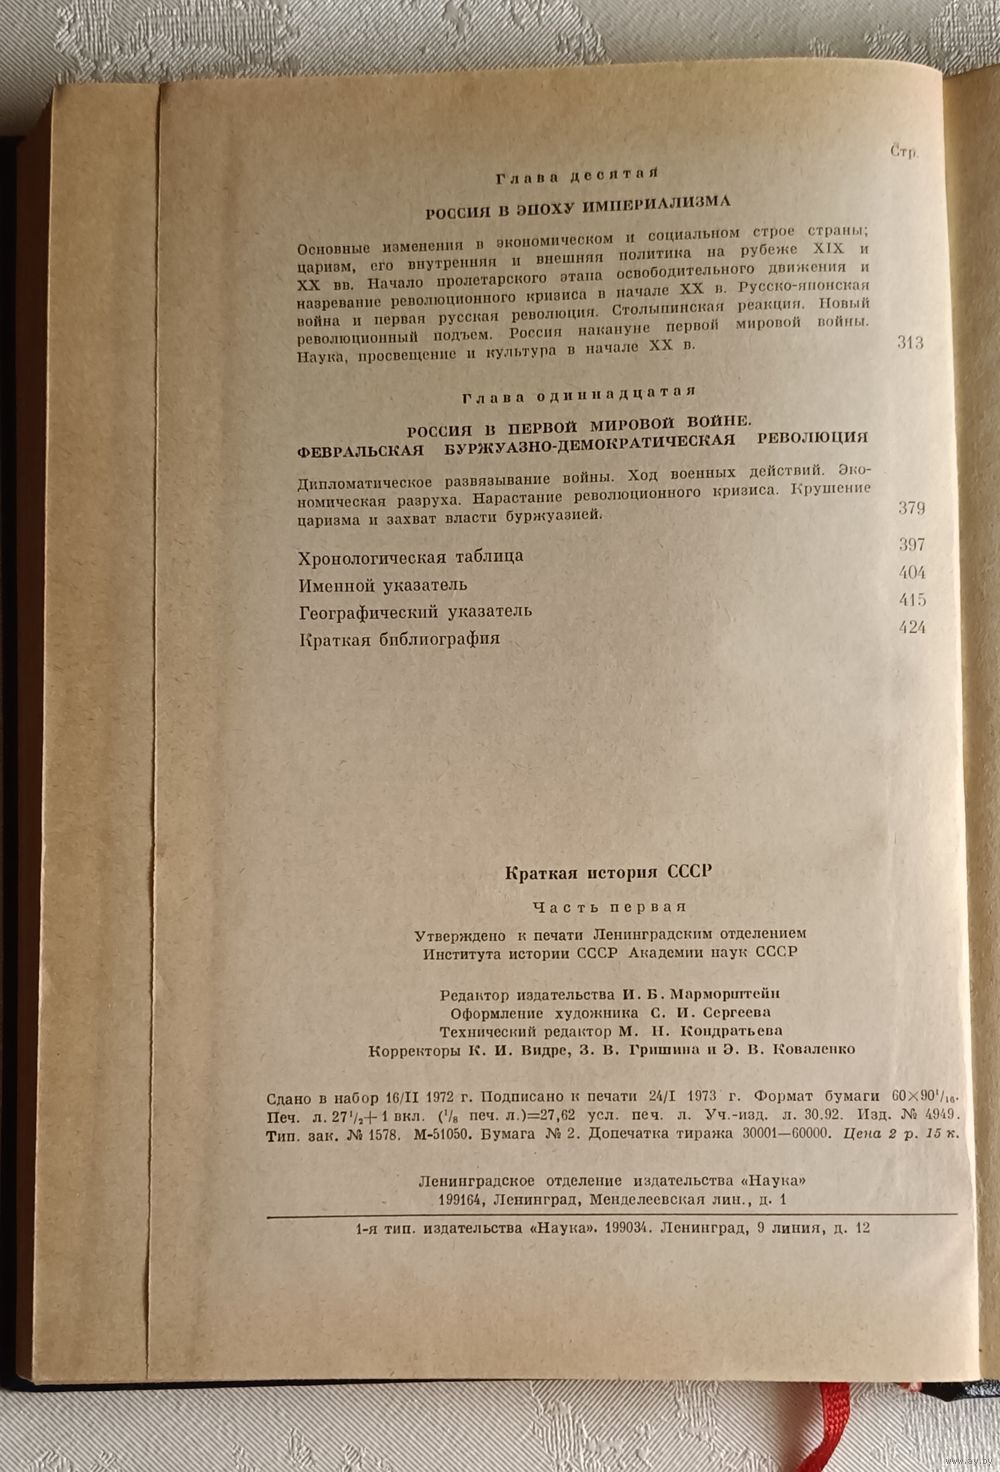 Стр.
Глава десятая
РОССИЯ В ЭПОХУ ИМПЕРИАЛИЗМА
Основные изменения в экономическом и социальном строе страны;
царизм, его внутренняя и внешняя политика на рубеже XIX и
XX вв. Начало пролетарского этапа освободительного движения и
назревание революционного кризиса в начале XX в. Русско-японская
война и первая русская революция. Столыпинская реакция. Новый
революционный подъем. Россия накануне первой мировой войны.
Наука, просвещение и культура в начале XX в. 313
Глава одиннадцатая
РОССИЯ В ПЕРВОЙ МИРОВОЙ ВОЙНЕ.
ФЕВРАЛЬСКАЯ БУРЖУАЗНО-ДЕМОКРАТИЧЕСКАЯ РЕВОЛЮЦИЯ
Дипломатическое развязывание войны. Ход военных действий. Эко-
номическая разруха. Нарастание революционного кризиса. Крушение
царизма и захват власти буржуазией. 379
Хронологическая таблица 397
Именной указатель 404
Географический указатель 415
Краткая библиография 424
Краткая история СССР
Часть первая
Утверждено к печати Ленинградским отделением
Института истории СССР Академии наук СССР
Редактор издательства И. Б. Марморштейн
Оформление художника С. И. Сергеева
Технический редактор М. Н. Кондратьева
Корректоры К. И. Видре, З. В. Гришина и Э. В. Коваленко
Сдано в набор 16/II 1972 г. Подписано к печати 24/I 1973 г. Формат бумаги 60×90¹/₁₆.
Печ. л. 27¹/₂+1 вкл. (¹/₈ печ. л.)=27,62 усл. печ. л. Уч.-изд. л. 30.92. Изд. № 4949.
Тип. зак. № 1578. М-51050. Бумага № 2. Допечатка тиража 30001—60000. Цена 2 р. 15 к.
Ленинградское отделение издательства «Наука»
199164, Ленинград, Менделеевская лин., д. 1
1-я тип. издательства «Наука». 199034. Ленинград, 9 линия, д. 12
www.ay.by